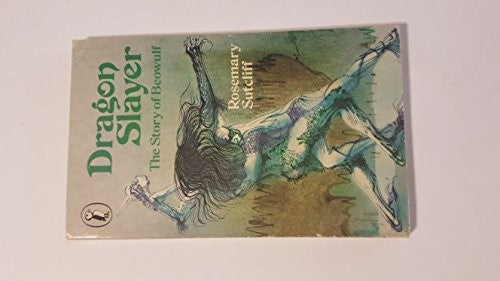 Dragon
Slayer
The Story of Beowulf
Rosemary
Sutcliff